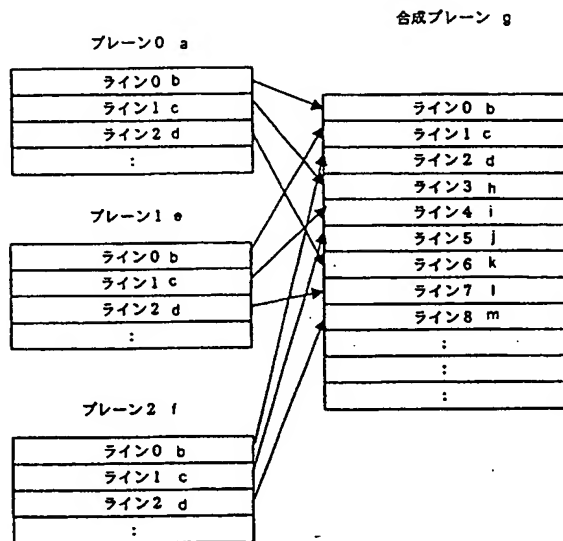 プレーン0 a
ライン0 b
ライン1 c
ライン2 d
:
プレーン1 e
ライン0 b
ライン1 c
ライン2 d
:
プレーン2 f
ライン0 b
ライン1 c
ライン2 d
:
合成プレーン g
ライン0 b
ライン1 c
ライン2 d
ライン3 h
ライン4 i
ライン5 j
ライン6 k
ライン7 l
ライン8 m
:
:
: